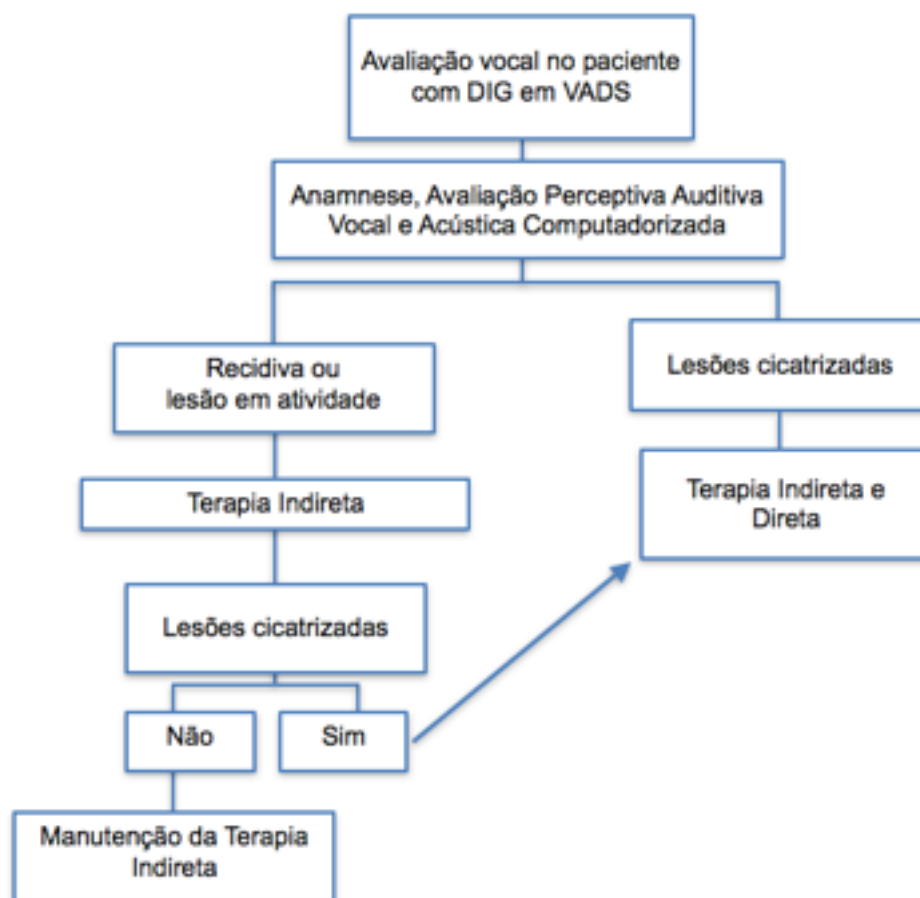 Avaliação vocal no paciente
com DIG em VADS
Anamnese, Avaliação Perceptiva Auditiva
Vocal e Acústica Computadorizada
Recidiva ou
lesão em atividade
Lesões cicatrizadas
Terapia Indireta
Terapia Indireta e
Direta
Lesões cicatrizadas
Não
Sim
Manutenção da Terapia
Indireta